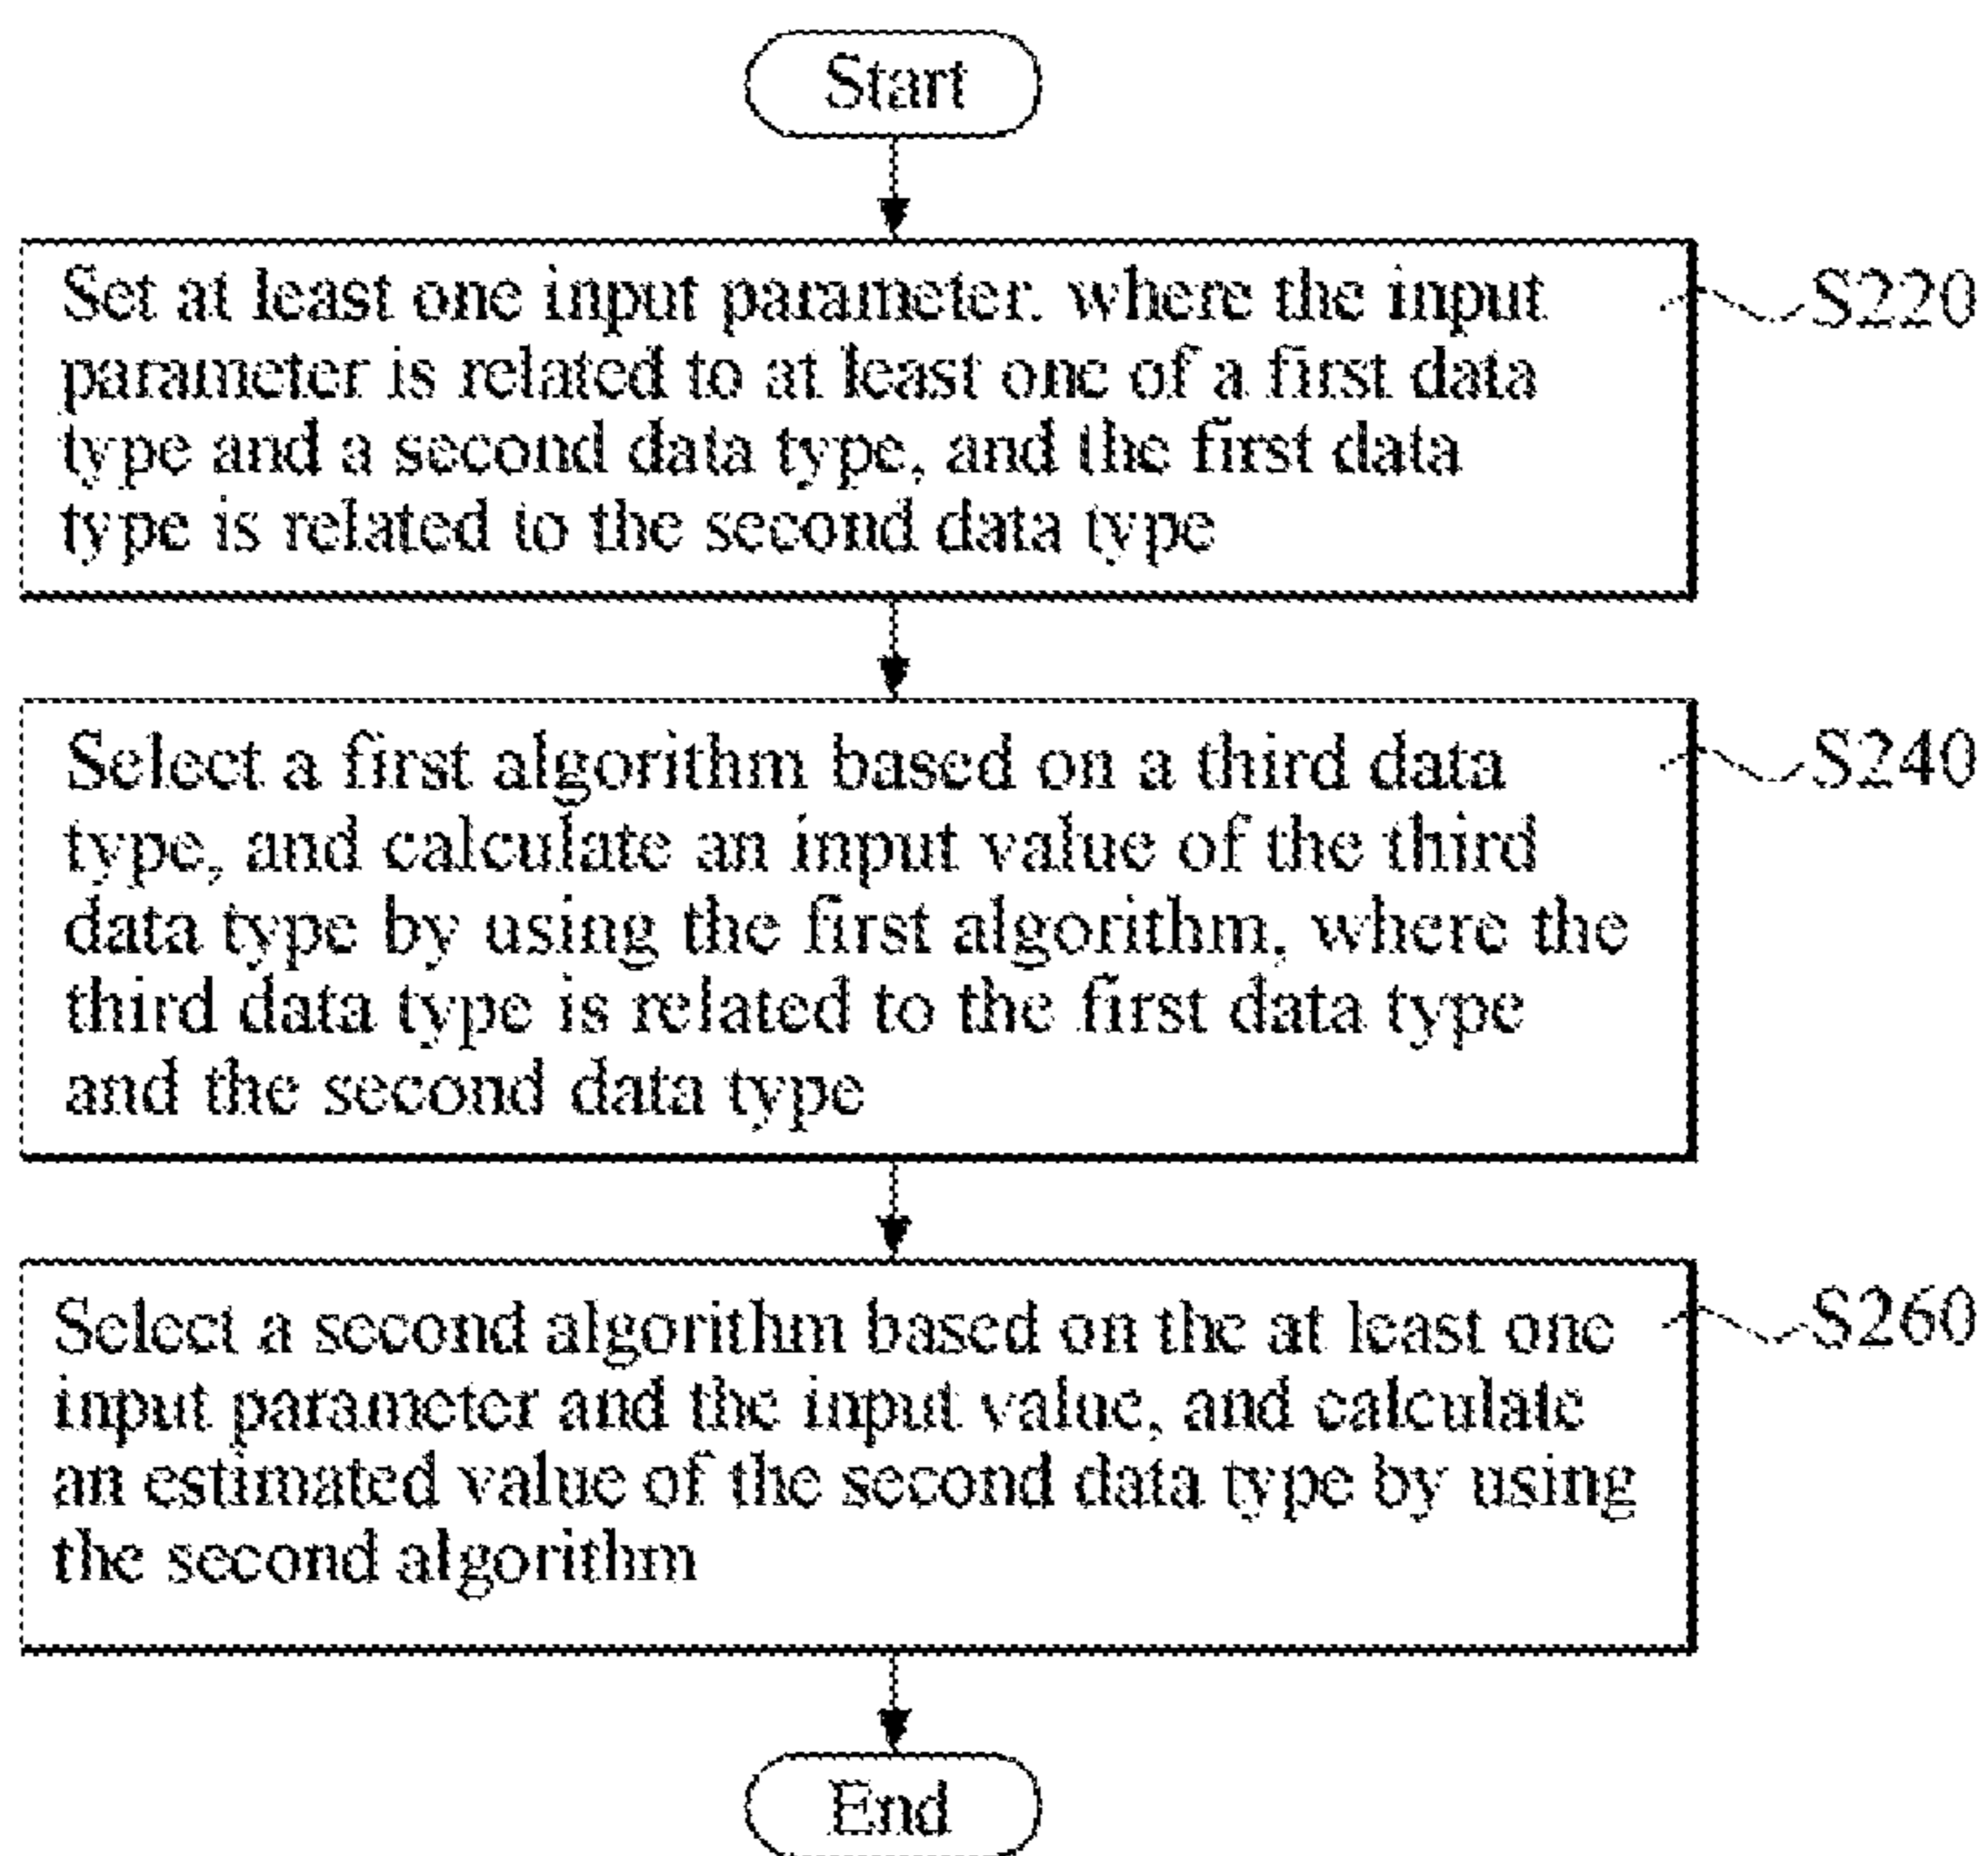 Start
Set at least one input parameter, where the input
S220
parameter is related to at least one of a first data
type and a second data type, and the first data
type is related to the second data type
Select a first algorithm based on a third data
S240
type, and calculate an input value of the third
data type by using the first algorithm, where the
third data type is related to the first data type
and the second data type
Select a second algorithm based on the at least one
S260
input parameter and the input value, and calculate
an estimated value of the second data type by using
the second algorithm
End